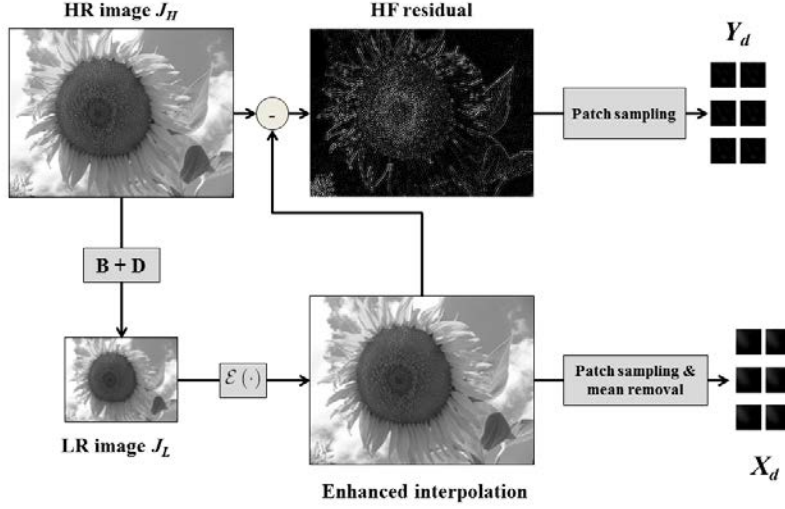 HR image J_H
HF residual
Y_d
-
Patch sampling
B + D
ℰ (·)
Patch sampling &
mean removal
LR image J_L
Enhanced interpolation
X_d